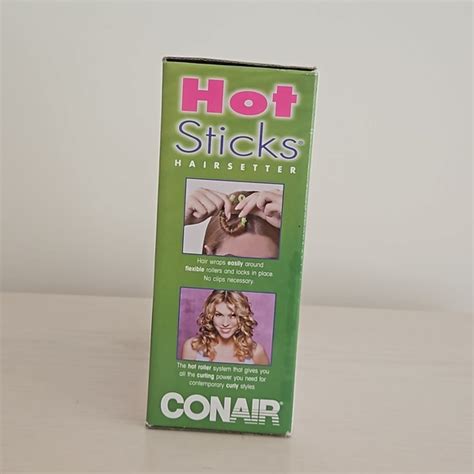 Hot
Sticks®
HAIRSETTER
Hair wraps easily around
flexible rollers and locks in place.
No clips necessary.
The hot roller system that gives you
all the curling power you need for
contemporary curly styles
CONAIR®